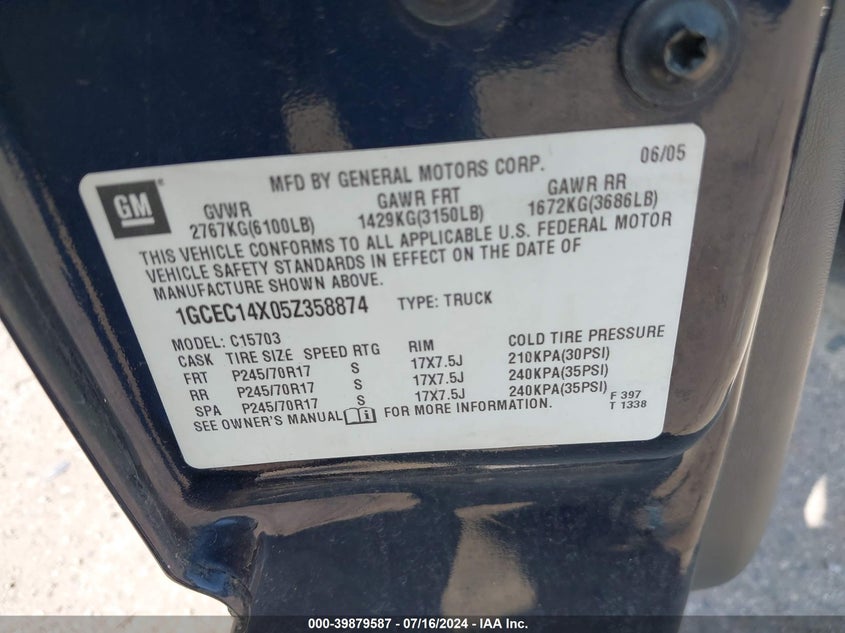 GM
MFD BY GENERAL MOTORS CORP. 06/05
GVWR GAWR FRT GAWR RR
2767KG(6100LB) 1429KG(3150LB) 1672KG(3686LB)
THIS VEHICLE CONFORMS TO ALL APPLICABLE U.S. FEDERAL MOTOR
VEHICLE SAFETY STANDARDS IN EFFECT ON THE DATE OF
MANUFACTURE SHOWN ABOVE.
1GCEC14X05Z358874 TYPE: TRUCK
MODEL: C15703
CASK TIRE SIZE SPEED RTG RIM COLD TIRE PRESSURE
FRT P245/70R17 S 17X7.5J 210KPA(30PSI)
RR P245/70R17 S 17X7.5J 240KPA(35PSI)
SPA P245/70R17 S 17X7.5J 240KPA(35PSI)
SEE OWNER'S MANUAL FOR MORE INFORMATION.
F 397
T 1338
000-39879587 / 07/16/2024 - IAA Inc.